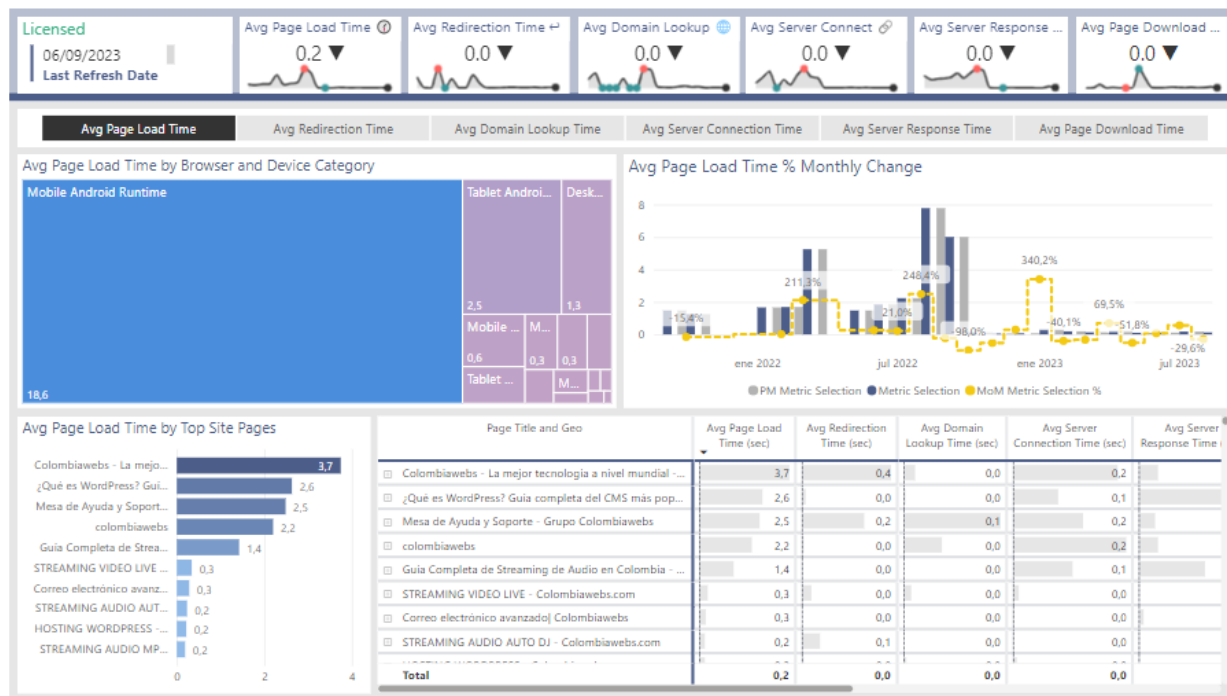 Licensed
06/09/2023
Last Refresh Date
Avg Page Load Time
0.2 ▼
Avg Redirection Time ↩
0.0 ▼
Avg Domain Lookup
0.0 ▼
Avg Server Connect
0.0 ▼
Avg Server Response ...
0.0 ▼
Avg Page Download ...
0.0 ▼
Avg Page Load Time
Avg Redirection Time
Avg Domain Lookup Time
Avg Server Connection Time
Avg Server Response Time
Avg Page Download Time
Avg Page Load Time by Browser and Device Category
Mobile Android Runtime
18,6
Tablet Androi...
2,5
Desk...
1,3
Mobile ...
0,6
M...
0,3
0,3
Tablet ...
M...
Avg Page Load Time % Monthly Change
8
6
4
2
0
-15,4%
211,3%
21,0%
248,4%
-98,0%
340,2%
-40,1%
69,5%
-51,8%
-29,6%
ene 2022
jul 2022
ene 2023
jul 2023
PM Metric Selection
Metric Selection
MoM Metric Selection %
Avg Page Load Time by Top Site Pages
Colombiawebs - La mejo...
3,7
¿Qué es WordPress? Gui...
2,6
Mesa de Ayuda y Soport...
2,5
colombiawebs
2,2
Guia Completa de Strea...
1,4
STREAMING VIDEO LIVE ...
0,3
Correo electrónico avanz...
0,3
STREAMING AUDIO AUT...
0,2
HOSTING WORDPRESS -...
0,2
STREAMING AUDIO MP...
0,2
0
2
4
Page Title and Geo
Avg Page Load Time (sec)
Avg Redirection Time (sec)
Avg Domain Lookup Time (sec)
Avg Server Connection Time (sec)
Avg Server Response Time (
Colombiawebs - La mejor tecnologia a nivel mundial -... 3,7 0,4 0,0 0,2
¿Qué es WordPress? Guia completa del CMS más pop... 2,6 0,0 0,0 0,1
Mesa de Ayuda y Soporte - Grupo Colombiawebs 2,5 0,2 0,1 0,2
colombiawebs 2,2 0,0 0,0 0,2
Guia Completa de Streaming de Audio en Colombia - ... 1,4 0,0 0,0 0,1
STREAMING VIDEO LIVE - Colombiawebs.com 0,3 0,0 0,0 0,0
Correo electrónico avanzado| Colombiawebs 0,3 0,0 0,0 0,0
STREAMING AUDIO AUTO DJ - Colombiawebs.com 0,2 0,1 0,0 0,0
Total 0,2 0,0 0,0 0,0